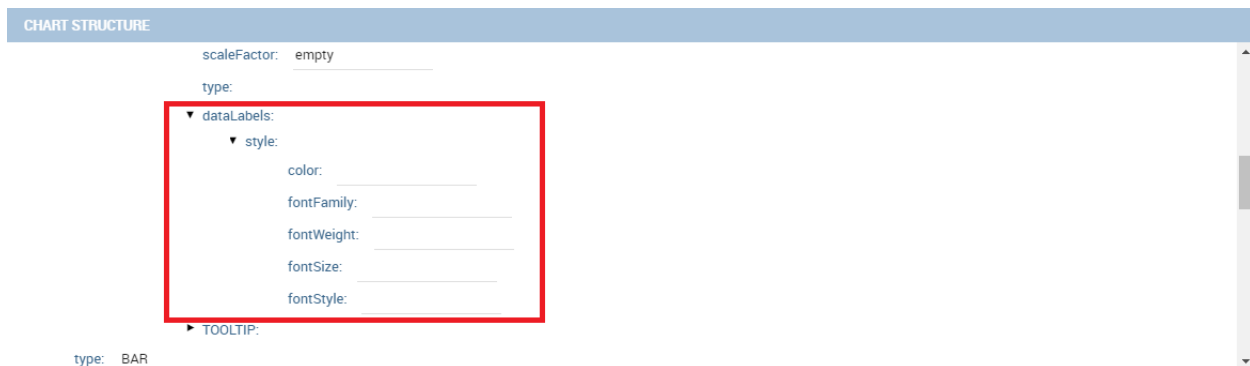 CHART STRUCTURE
scaleFactor: empty
type:
dataLabels:
style:
color:
fontFamily:
fontWeight:
fontSize:
fontStyle:
TOOLTIP:
type: BAR